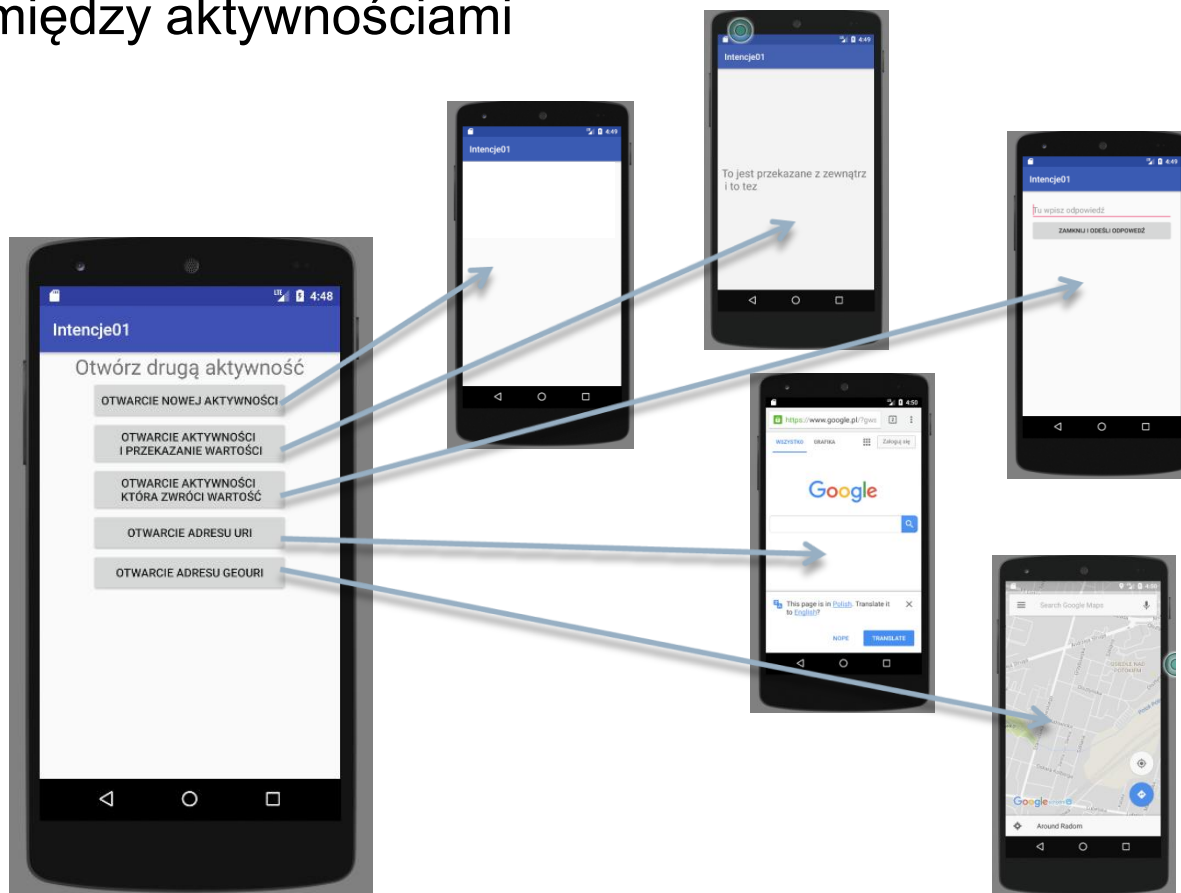 między aktywnościami
4:48
Intencje01
Otwórz drugą aktywność
OTWARCIE NOWEJ AKTYWNOŚCI
OTWARCIE AKTYWNOŚCI
I PRZEKAZANIE WARTOŚCI
OTWARCIE AKTYWNOŚCI
KTÓRA ZWRÓCI WARTOŚĆ
OTWARCIE ADRESU URI
OTWARCIE ADRESU GEOURI
4:49
Intencje01
4:49
Intencje01
To jest przekazane z zewnątrz
i to tez
4:49
Intencje01
Tu wpisz odpowiedź
ZAMKNIJ I ODEŚLIJ ODPOWEDŹ
4:50
https://www.google.pl/?gws
WSZYSTKO GRAFIKA Zaloguj się
Google
This page is in Polish. Translate it
to English?
NOPE TRANSLATE
4:50
Search Google Maps
Google
Around Radom